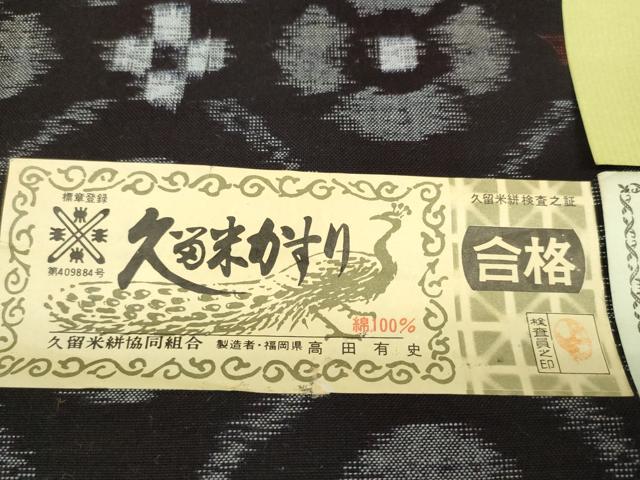 標章登録
第409884号
久留米かすり
綿100%
久留米絣協同組合 製造者・福岡県 高田有史
久留米絣検査之証
合格
検査員之印